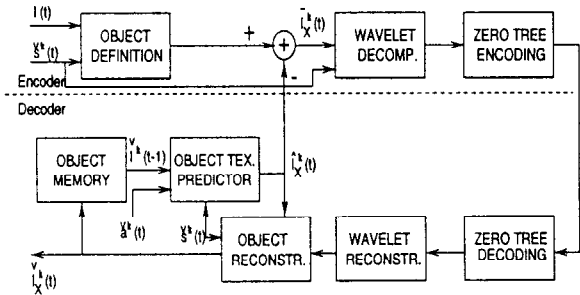 I(t)
OBJECT
DEFINITION
+
+
-
WAVELET
DECOMP.
ZERO TREE
ENCODING
Encoder
Decoder
OBJECT
MEMORY
OBJECT TEX.
PREDICTOR
OBJECT
RECONSTR.
WAVELET
RECONSTR.
ZERO TREE
DECODING